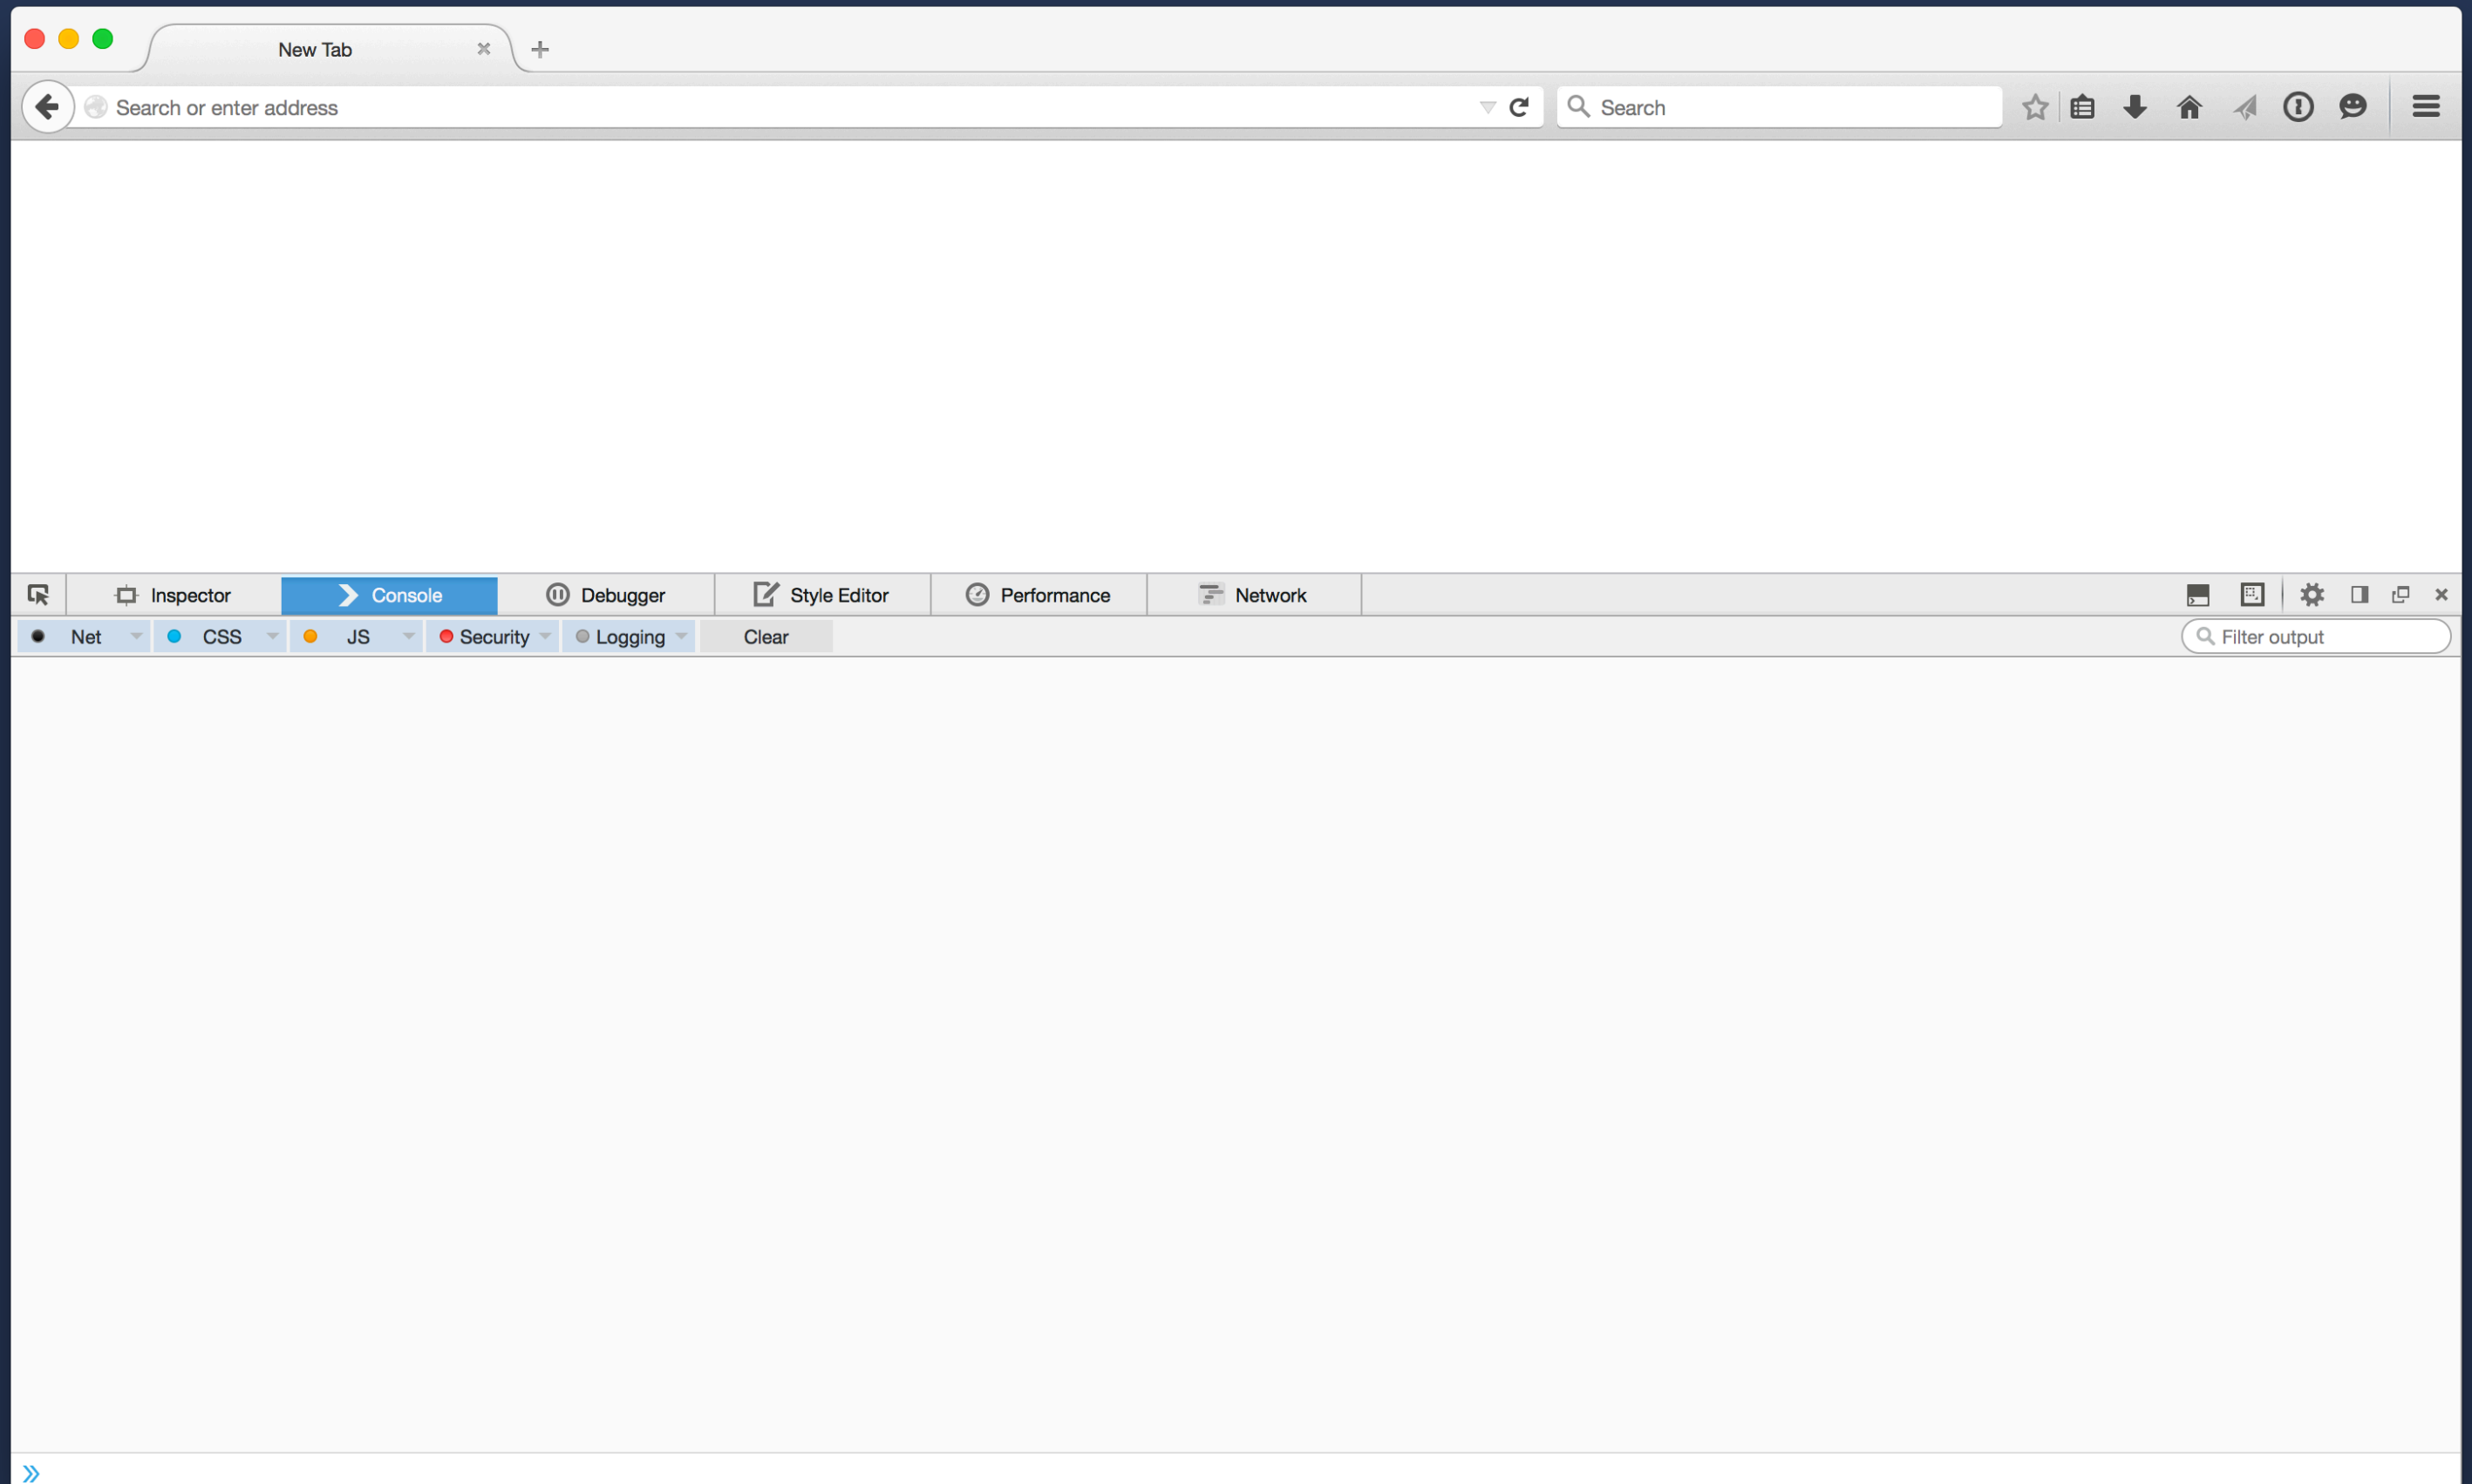 New Tab
Search or enter address Search
Inspector Console Debugger Style Editor Performance Network
Net CSS JS Security Logging Clear Filter output